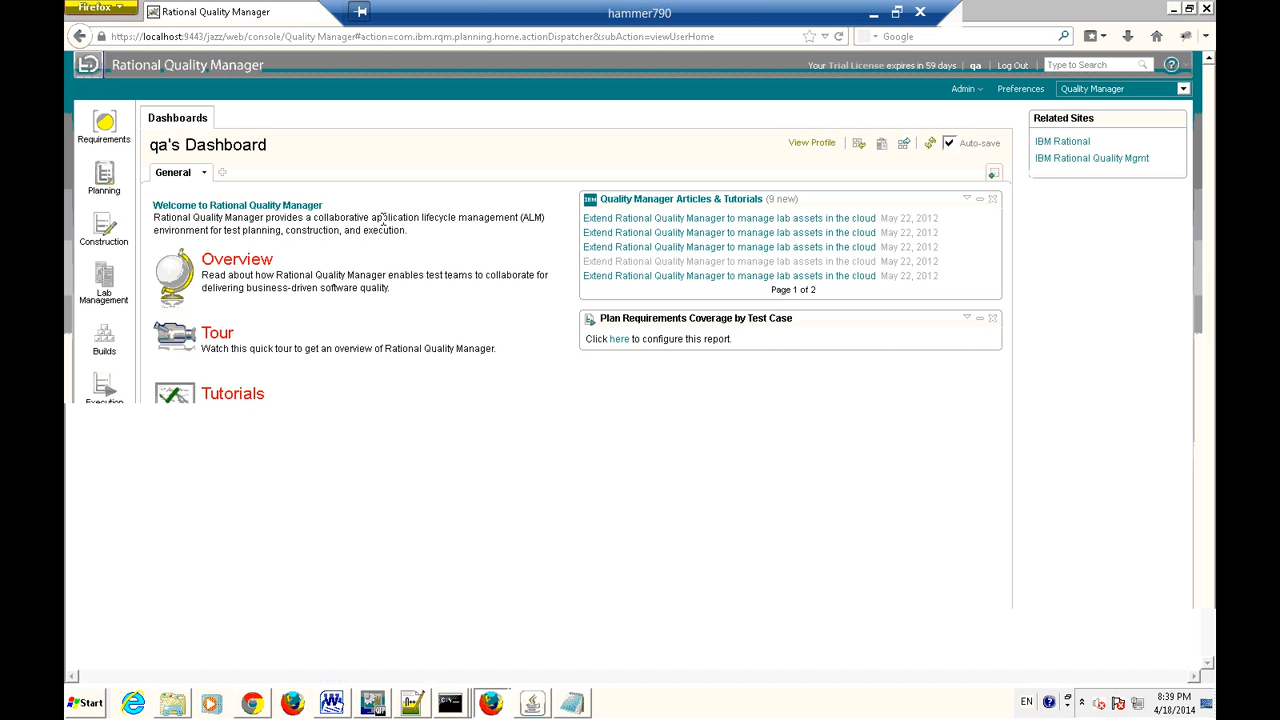 Firefox
Rational Quality Manager
hammer790
https://localhost:9443/jazz/web/console/Quality Manager#action=com.ibm.rqm.planning.home.actionDispatcher&subAction=viewUserHome
Google
Rational Quality Manager
Your Trial License expires in 59 days
qa
Log Out
Type to Search
Admin
Preferences
Quality Manager
Requirements
Planning
Construction
Lab
Management
Builds
Execution
Dashboards
qa's Dashboard
View Profile
Auto-save
General
Welcome to Rational Quality Manager
Rational Quality Manager provides a collaborative application lifecycle management (ALM)
environment for test planning, construction, and execution.
Overview
Read about how Rational Quality Manager enables test teams to collaborate for
delivering business-driven software quality.
Tour
Watch this quick tour to get an overview of Rational Quality Manager.
Tutorials
IBM Quality Manager Articles & Tutorials (9 new)
Extend Rational Quality Manager to manage lab assets in the cloud May 22, 2012
Extend Rational Quality Manager to manage lab assets in the cloud May 22, 2012
Extend Rational Quality Manager to manage lab assets in the cloud May 22, 2012
Extend Rational Quality Manager to manage lab assets in the cloud May 22, 2012
Extend Rational Quality Manager to manage lab assets in the cloud May 22, 2012
Page 1 of 2
Plan Requirements Coverage by Test Case
Click here to configure this report.
Related Sites
IBM Rational
IBM Rational Quality Mgmt
Start
EN
8:39 PM
4/18/2014